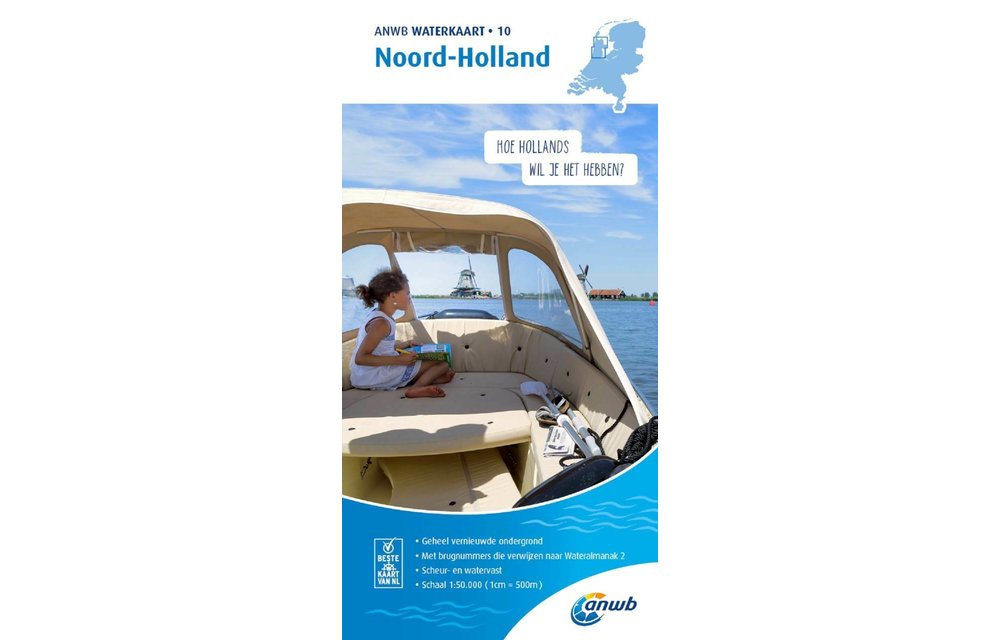 ANWB WATERKAART • 10
Noord-Holland
HOE HOLLANDS
WIL JE HET HEBBEN?
• Geheel vernieuwde ondergrond
• Met brugnummers die verwijzen naar Wateralmanak 2
• Scheur- en watervast
• Schaal 1:50.000 (1cm = 500m)
BESTE
KAART
VAN NL
anwb